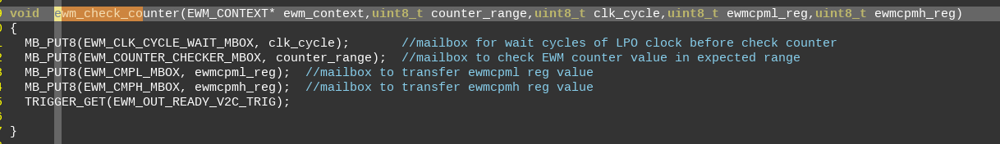 void  ewm_check_counter(EWM_CONTEXT* ewm_context,uint8_t counter_range,uint8_t clk_cycle,uint8_t ewmcpml_reg,uint8_t ewmcpmh_reg)
{
  MB_PUT8(EWM_CLK_CYCLE_WAIT_MBOX, clk_cycle);       //mailbox for wait cycles of LPO clock before check counter
  MB_PUT8(EWM_COUNTER_CHECKER_MBOX, counter_range);  //mailbox to check EWM counter value in expected range
  MB_PUT8(EWM_CMPL_MBOX, ewmcpml_reg);  //mailbox to transfer ewmcpml reg value
  MB_PUT8(EWM_CMPH_MBOX, ewmcpmh_reg);  //mailbox to transfer ewmcpmh reg value
  TRIGGER_GET(EWM_OUT_READY_V2C_TRIG);
}